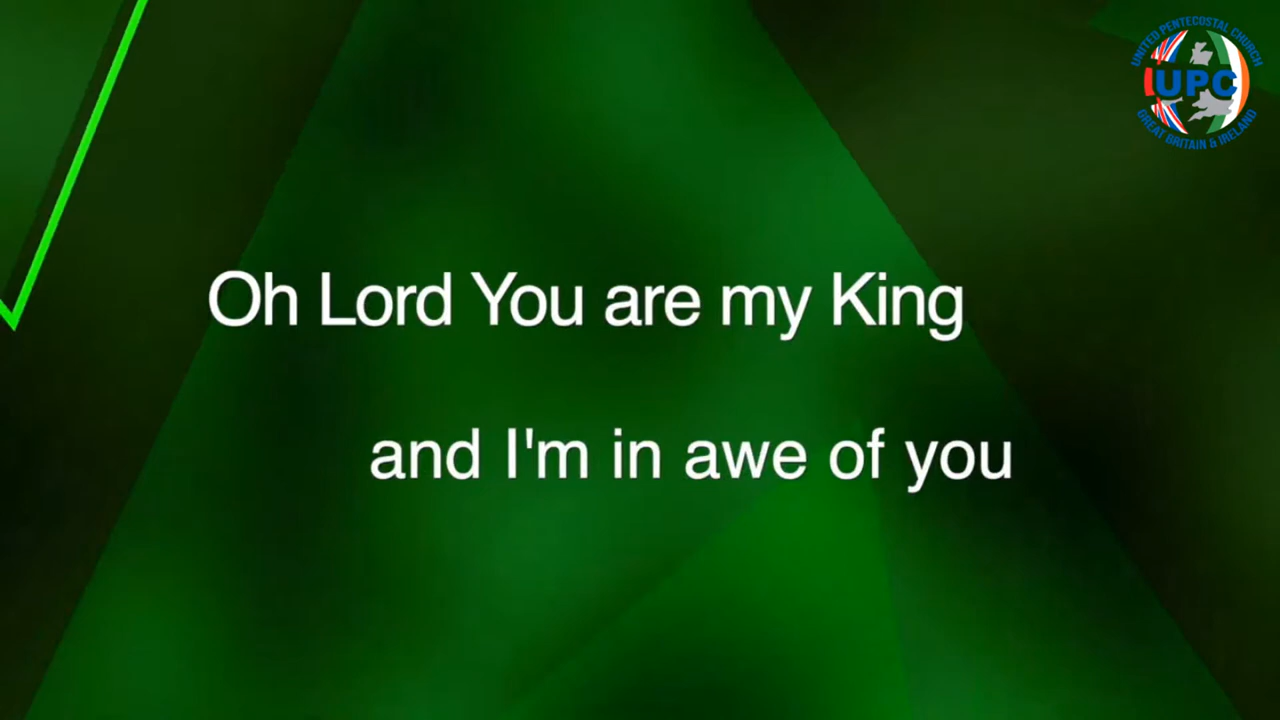 UNITED PENTECOSTAL CHURCH
UPC
GREAT BRITAIN & IRELAND
Oh Lord You are my King
and I'm in awe of you